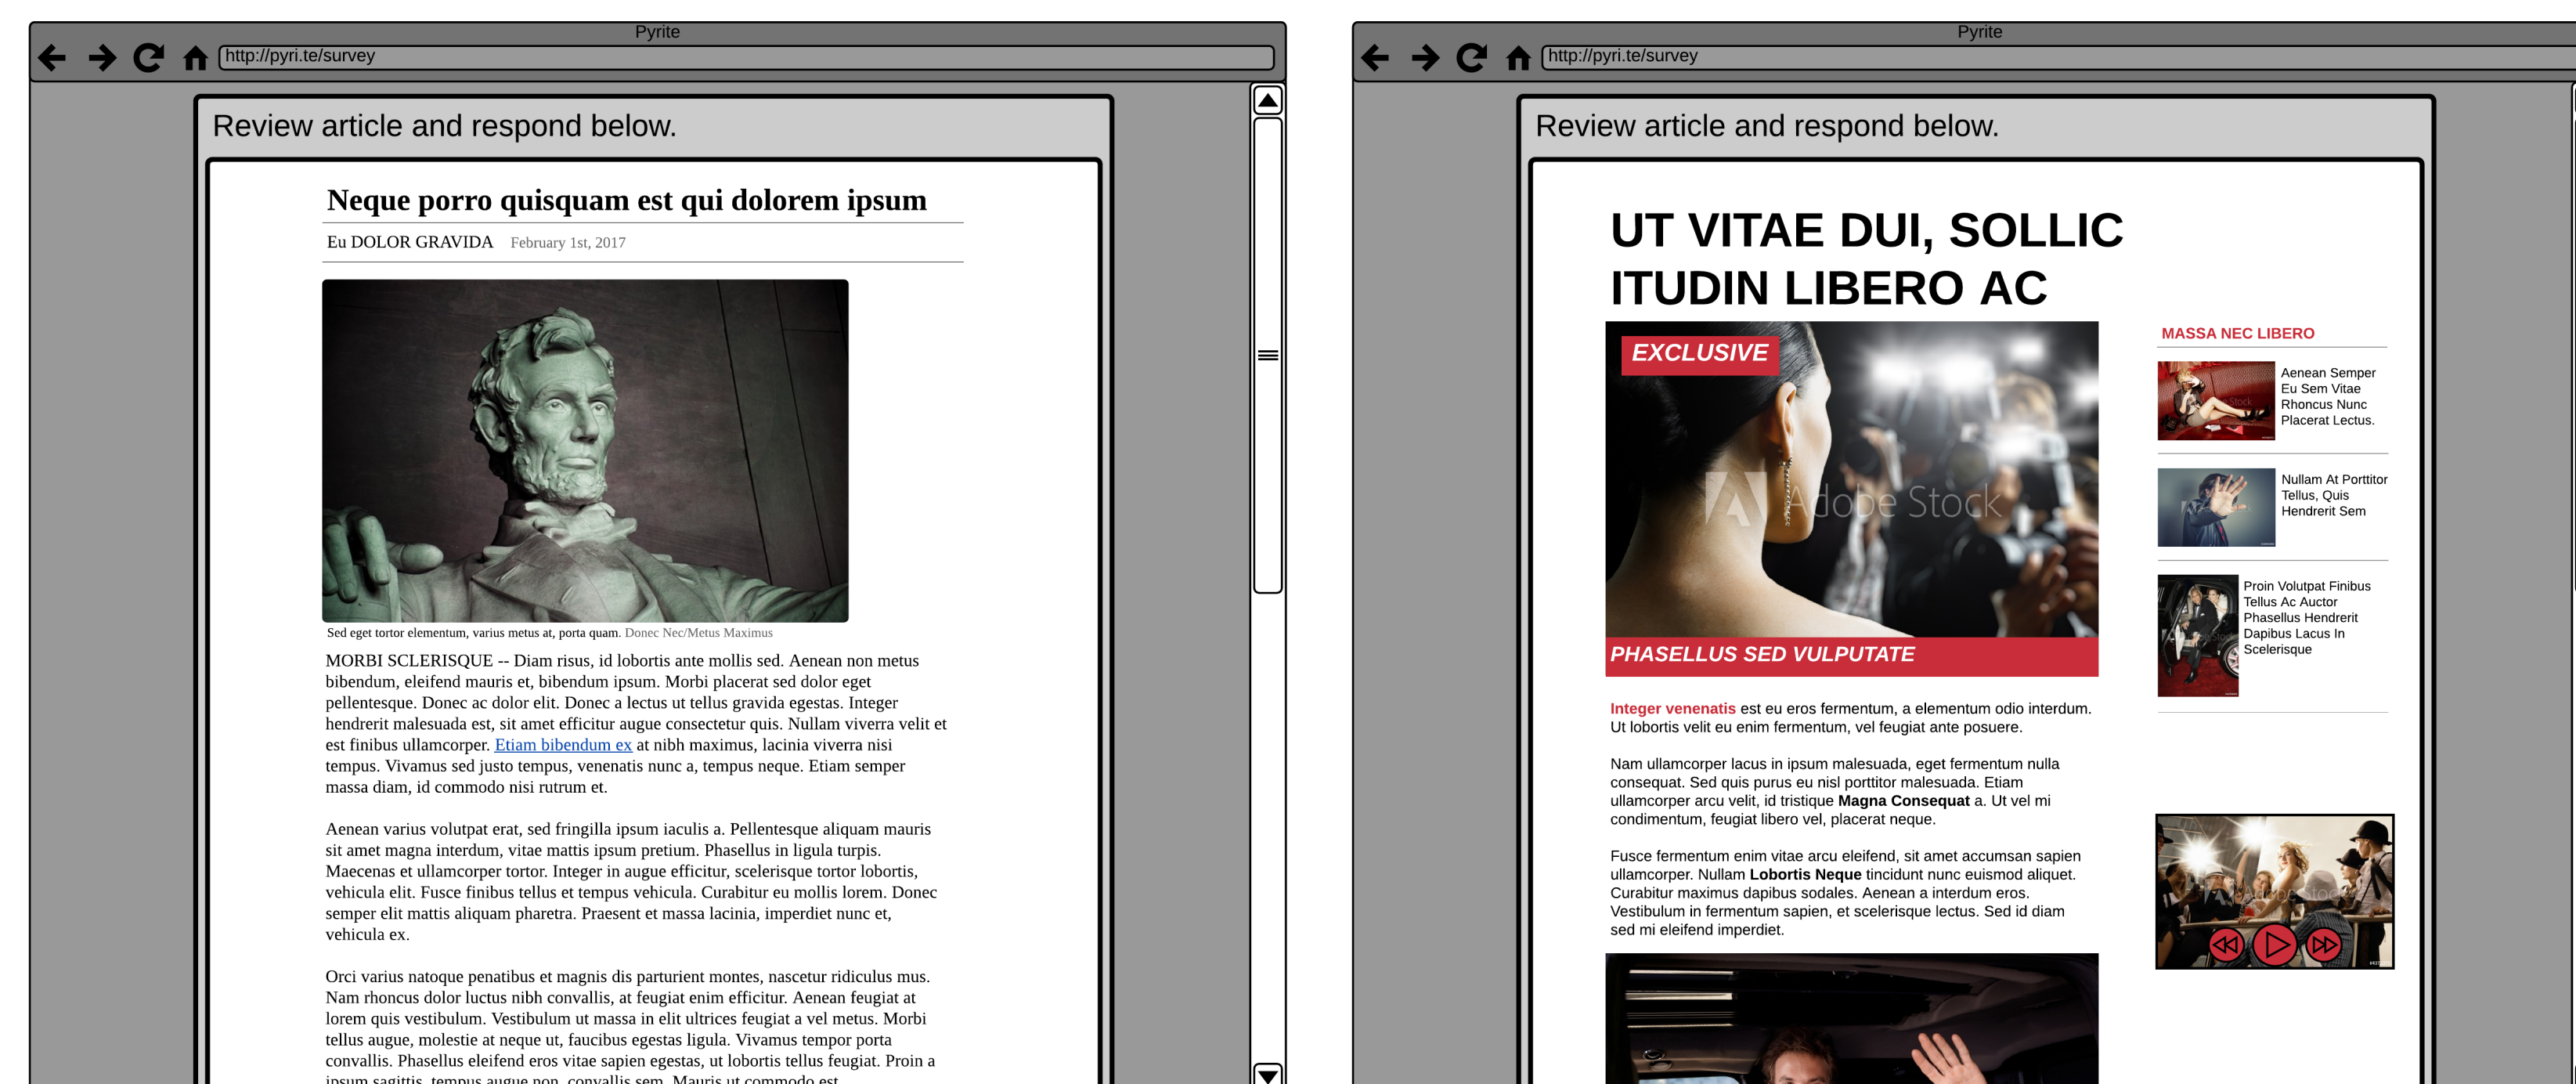 Pyrite
http://pyri.te/survey
Review article and respond below.
Neque porro quisquam est qui dolorem ipsum
Eu DOLOR GRAVIDA February 1st, 2017
Sed eget tortor elementum, varius metus at, porta quam. Donec Nec/Metus Maximus
MORBI SCLERISQUE -- Diam risus, id lobortis ante mollis sed. Aenean non metus
bibendum, eleifend mauris et, bibendum ipsum. Morbi placerat sed dolor eget
pellentesque. Donec ac dolor elit. Donec a lectus ut tellus gravida egestas. Integer
hendrerit malesuada est, sit amet efficitur augue consectetur quis. Nullam viverra velit et
est finibus ullamcorper. Etiam bibendum ex at nibh maximus, lacinia viverra nisi
tempus. Vivamus sed justo tempus, venenatis nunc a, tempus neque. Etiam semper
massa diam, id commodo nisi rutrum et.
Aenean varius volutpat erat, sed fringilla ipsum iaculis a. Pellentesque aliquam mauris
sit amet magna interdum, vitae mattis ipsum pretium. Phasellus in ligula turpis.
Maecenas et ullamcorper tortor. Integer in augue efficitur, scelerisque tortor lobortis,
vehicula elit. Fusce finibus tellus et tempus vehicula. Curabitur eu mollis lorem. Donec
semper elit mattis aliquam pharetra. Praesent et massa lacinia, imperdiet nunc et,
vehicula ex.
Orci varius natoque penatibus et magnis dis parturient montes, nascetur ridiculus mus.
Nam rhoncus dolor luctus nibh convallis, at feugiat enim efficitur. Aenean feugiat at
lorem quis vestibulum. Vestibulum ut massa in elit ultrices feugiat a vel metus. Morbi
tellus augue, molestie at neque ut, faucibus egestas ligula. Vivamus tempor porta
convallis. Phasellus eleifend eros vitae sapien egestas, ut lobortis tellus feugiat. Proin a
ipsum sagittis, tempus augue non, convallis sem. Mauris ut commodo est.
Pyrite
http://pyri.te/survey
Review article and respond below.
UT VITAE DUI, SOLLIC
ITUDIN LIBERO AC
EXCLUSIVE
Adobe Stock
PHASELLUS SED VULPUTATE
Integer venenatis est eu eros fermentum, a elementum odio interdum.
Ut lobortis velit eu enim fermentum, vel feugiat ante posuere.
Nam ullamcorper lacus in ipsum malesuada, eget fermentum nulla
consequat. Sed quis purus eu nisl porttitor malesuada. Etiam
ullamcorper arcu velit, id tristique Magna Consequat a. Ut vel mi
condimentum, feugiat libero vel, placerat neque.
Fusce fermentum enim vitae arcu eleifend, sit amet accumsan sapien
ullamcorper. Nullam Lobortis Neque tincidunt nunc euismod aliquet.
Curabitur maximus dapibus sodales. Aenean a interdum eros.
Vestibulum in fermentum sapien, et scelerisque lectus. Sed id diam
sed mi eleifend imperdiet.
MASSA NEC LIBERO
Aenean Semper
Eu Sem Vitae
Rhoncus Nunc
Placerat Lectus.
Nullam At Porttitor
Tellus, Quis
Hendrerit Sem
Proin Volutpat Finibus
Tellus Ac Auctor
Phasellus Hendrerit
Dapibus Lacus In
Scelerisque
Adobe Stock